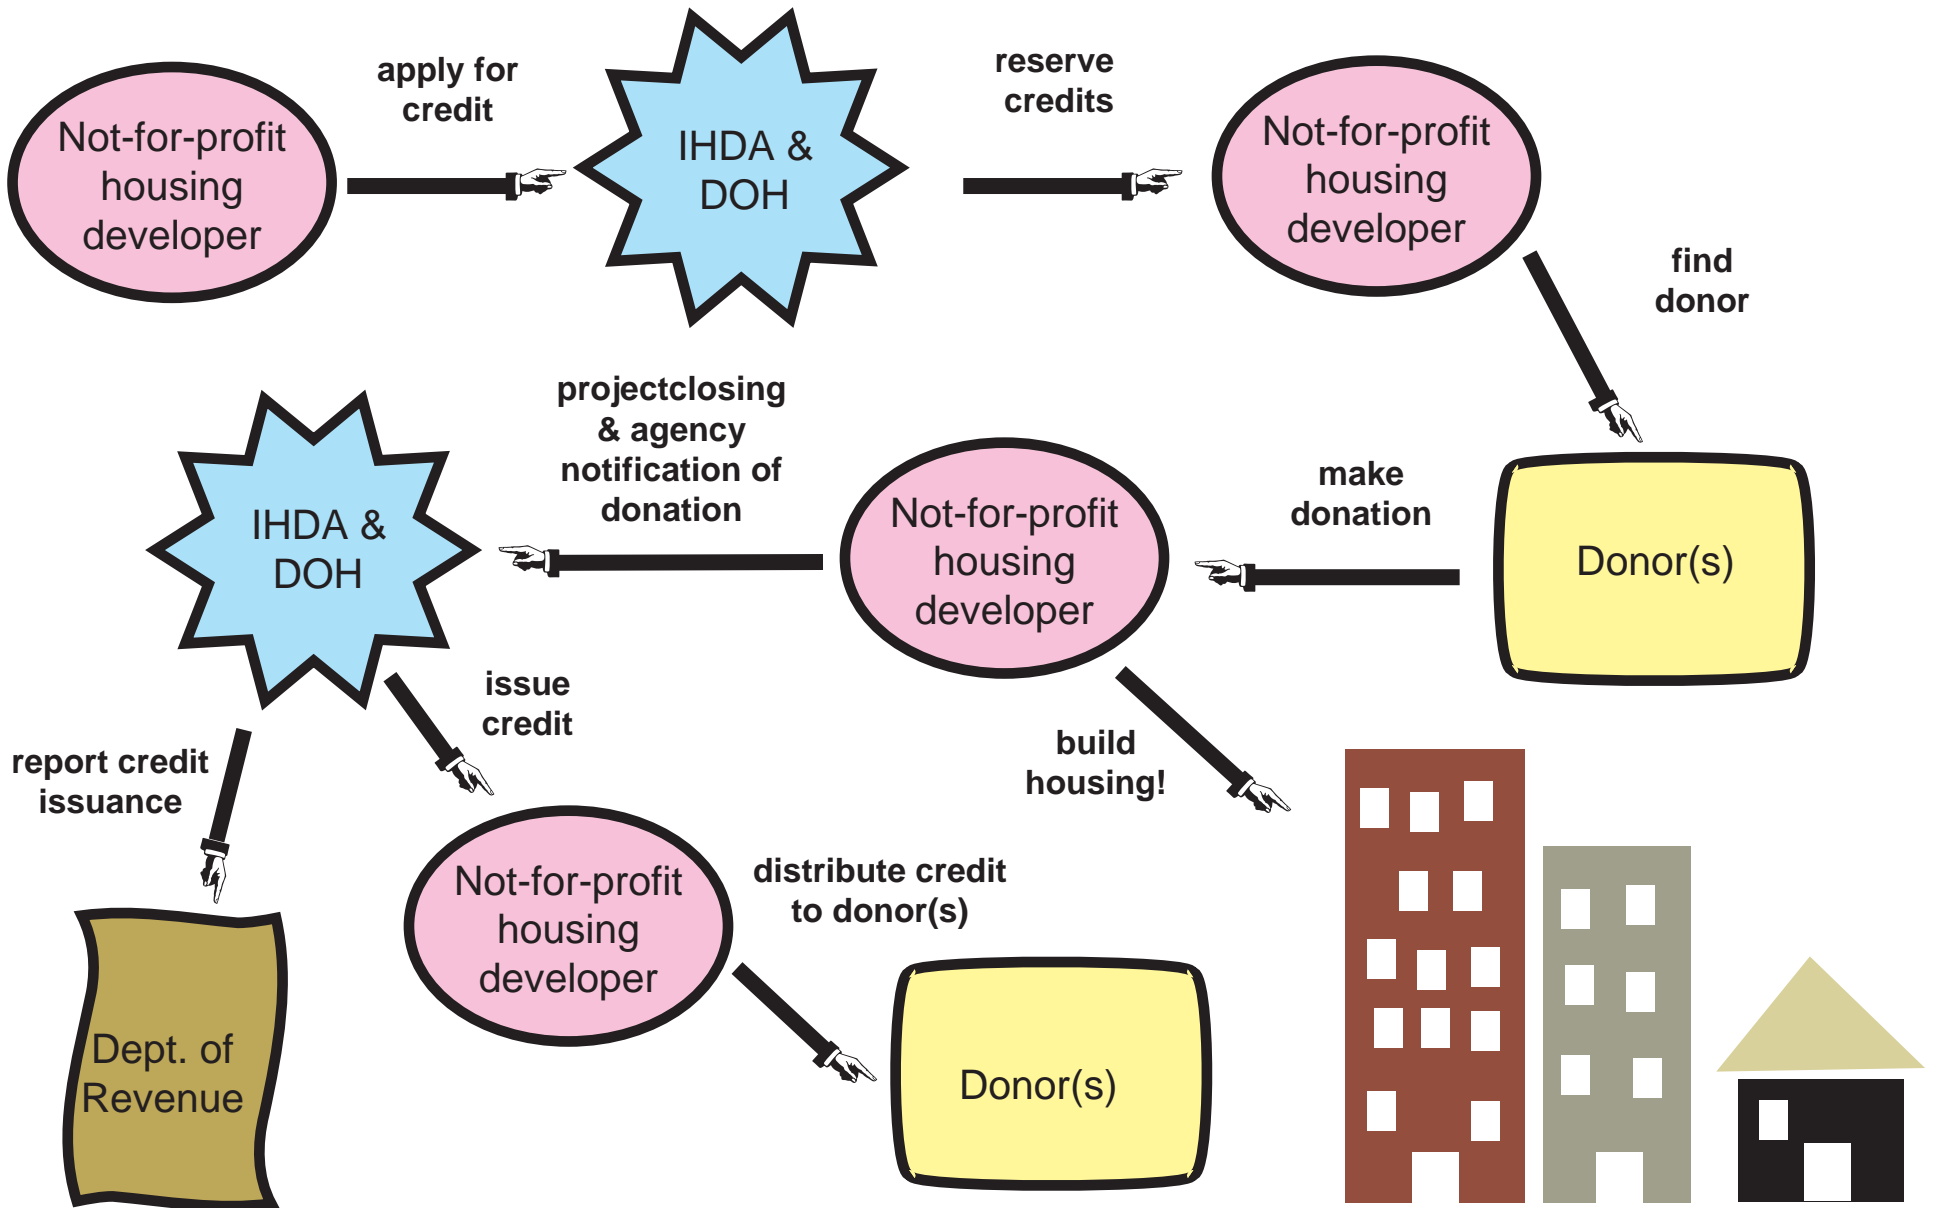 Not-for-profit
housing
developer
apply for
credit
IHDA &
DOH
reserve
credits
Not-for-profit
housing
developer
find
donor
Donor(s)
make
donation
Not-for-profit
housing
developer
projectclosing
& agency
notification of
donation
IHDA &
DOH
build
housing!
issue
credit
report credit
issuance
Dept. of
Revenue
Not-for-profit
housing
developer
distribute credit
to donor(s)
Donor(s)